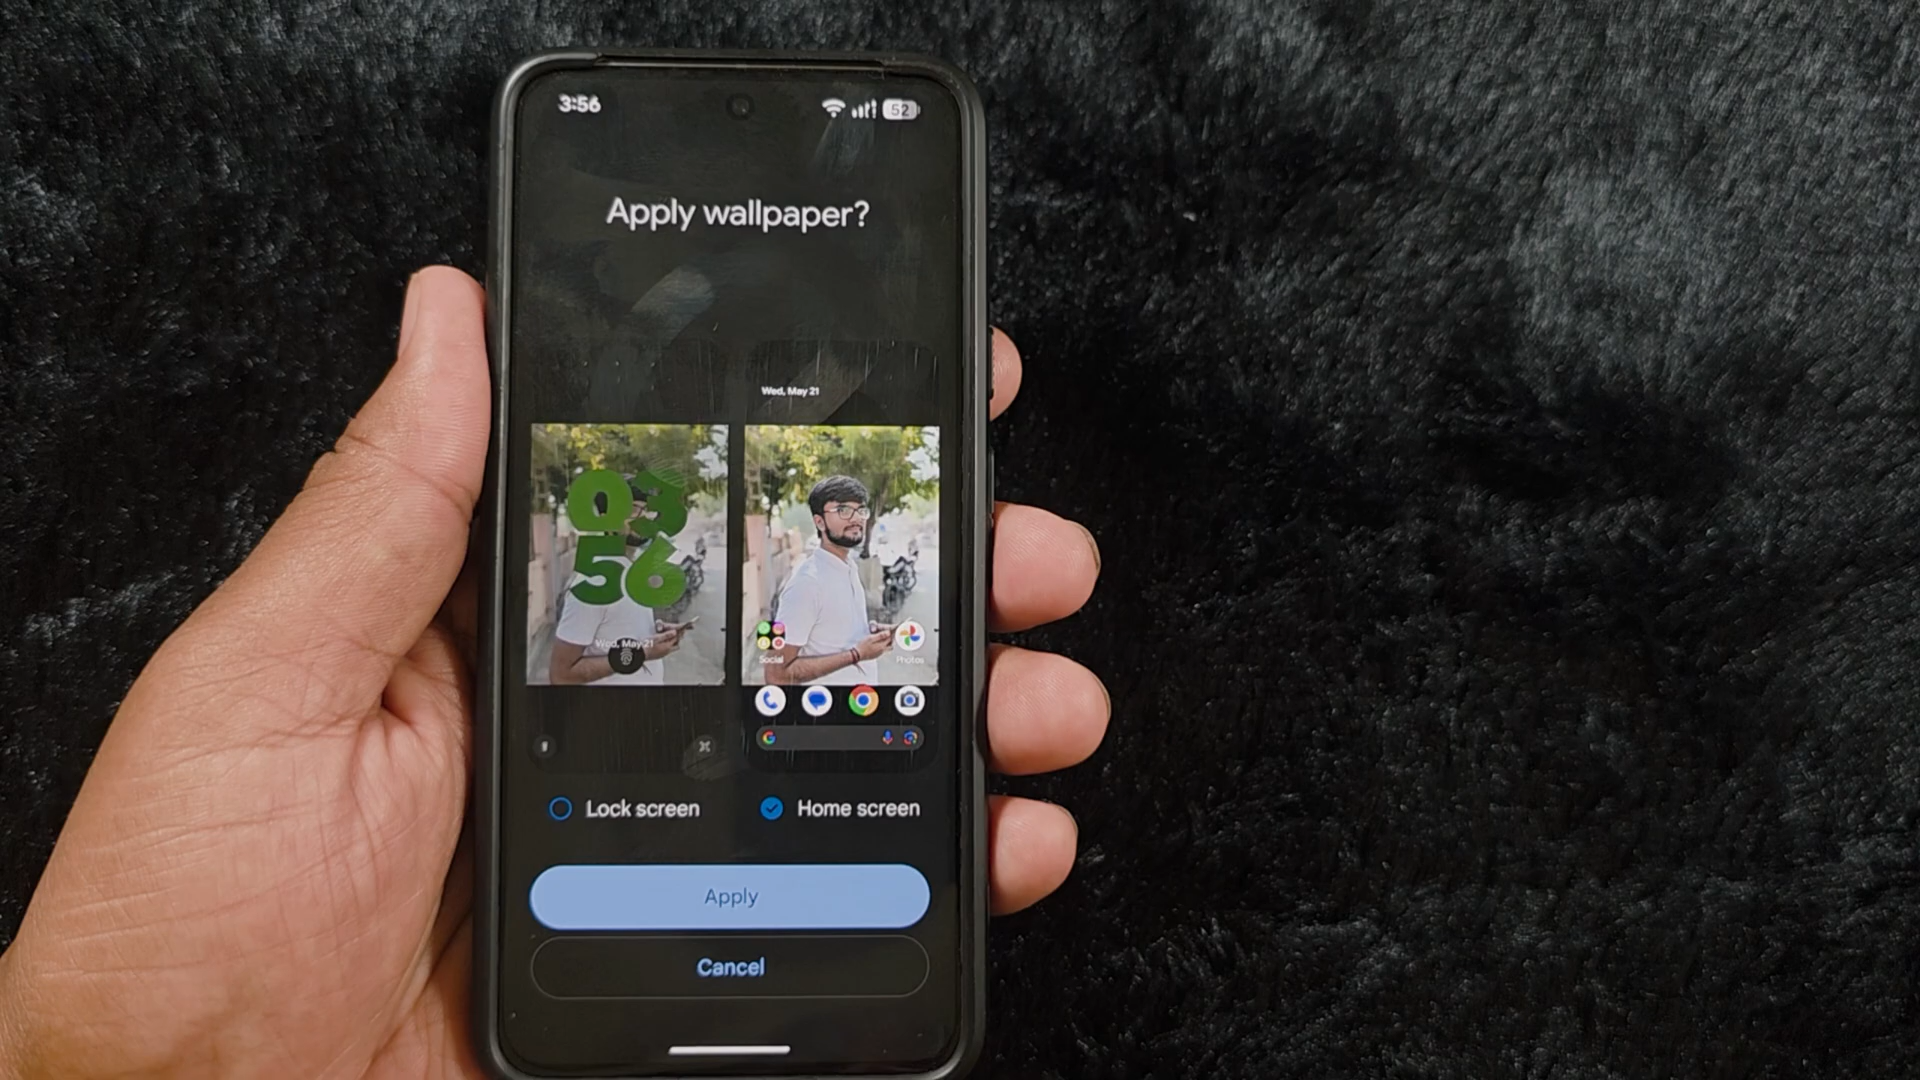 3:56
52
Apply wallpaper?
Wed, May 21
03
56
Wed, May 21
Social
Photos
Lock screen
Home screen
Apply
Cancel